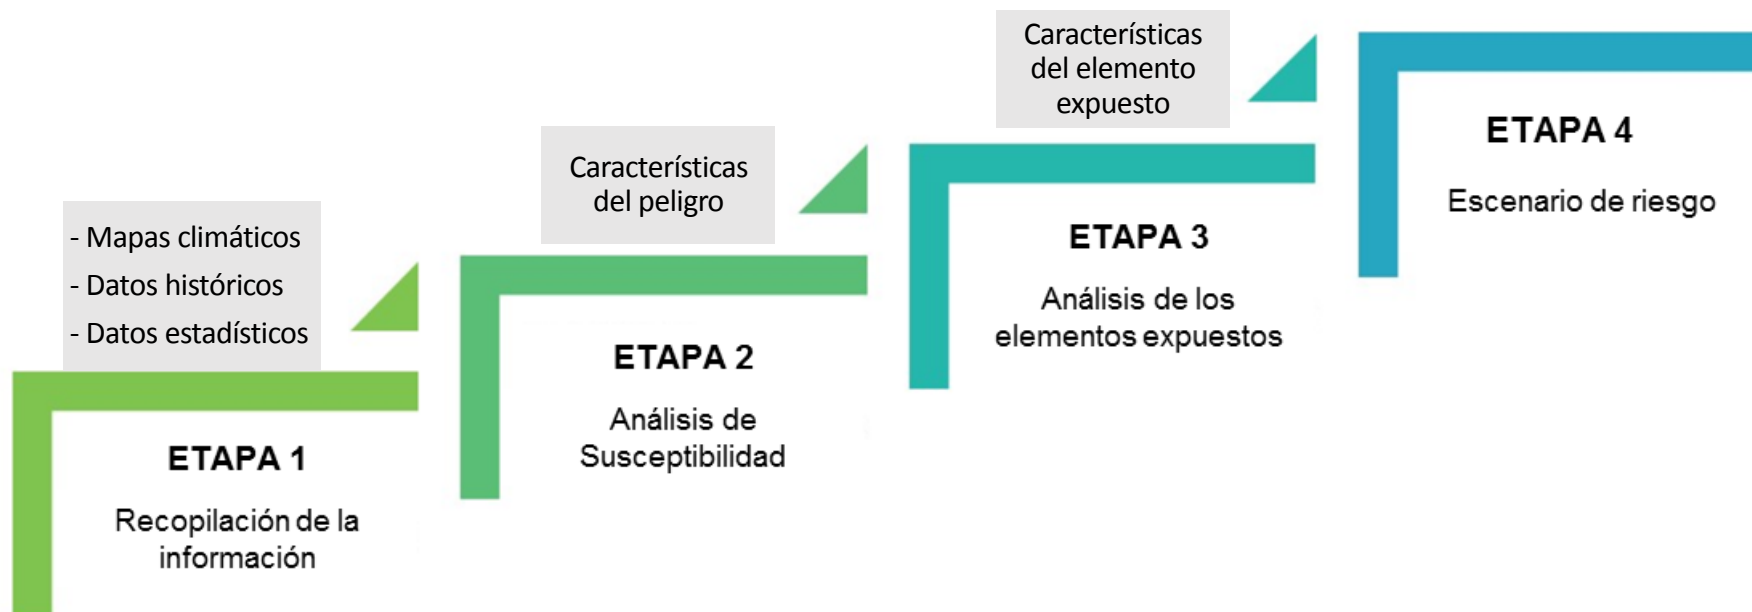 - Mapas climáticos
- Datos históricos
- Datos estadísticos
ETAPA 1
Recopilación de la
información
Características
del peligro
ETAPA 2
Análisis de
Susceptibilidad
Características
del elemento
expuesto
ETAPA 3
Análisis de los
elementos expuestos
ETAPA 4
Escenario de riesgo